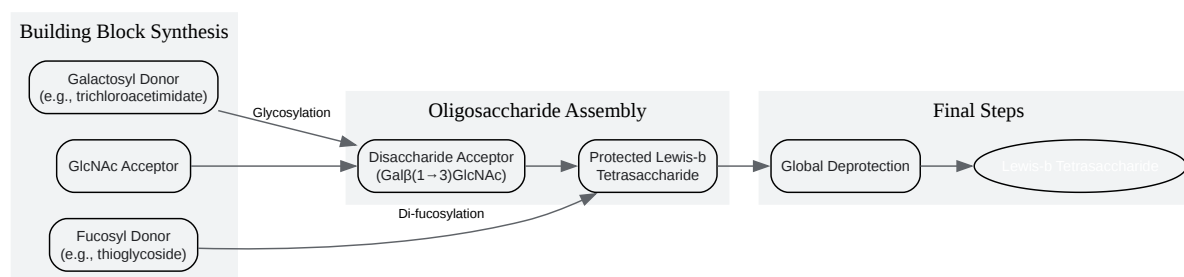 Building Block Synthesis
Galactosyl Donor
(e.g., trichloroacetimidate)
Glycosylation
GlcNAc Acceptor
Fucosyl Donor
(e.g., thioglycoside)
Di-fucosylation
Oligosaccharide Assembly
Disaccharide Acceptor
(Galβ(1→3)GlcNAc)
Protected Lewis-b
Tetrasaccharide
Final Steps
Global Deprotection
Lewis-b Tetrasaccharide